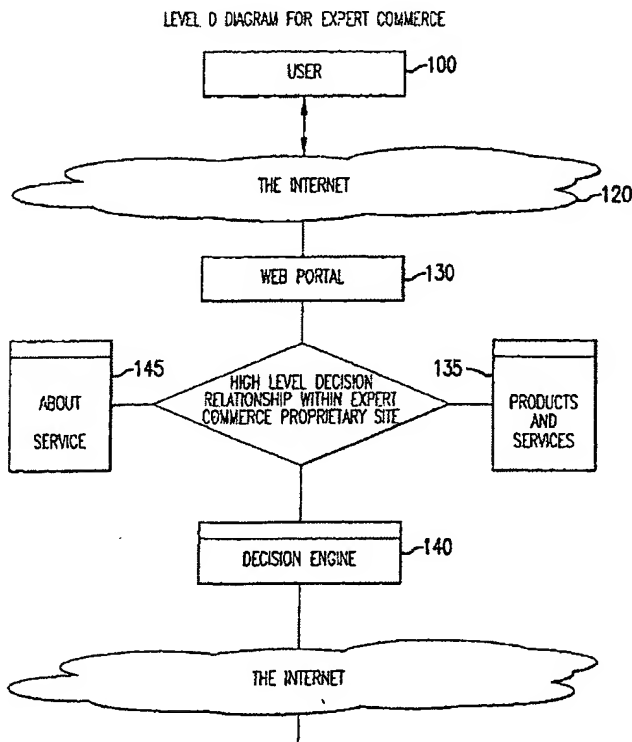 LEVEL 0 DIAGRAM FOR EXPERT COMMERCE
USER
100
THE INTERNET
120
WEB PORTAL
130
145
ABOUT
SERVICE
HIGH LEVEL DECISION
RELATIONSHIP WITHIN EXPERT
COMMERCE PROPRIETARY SITE
135
PRODUCTS
AND
SERVICES
DECISION ENGINE
140
THE INTERNET